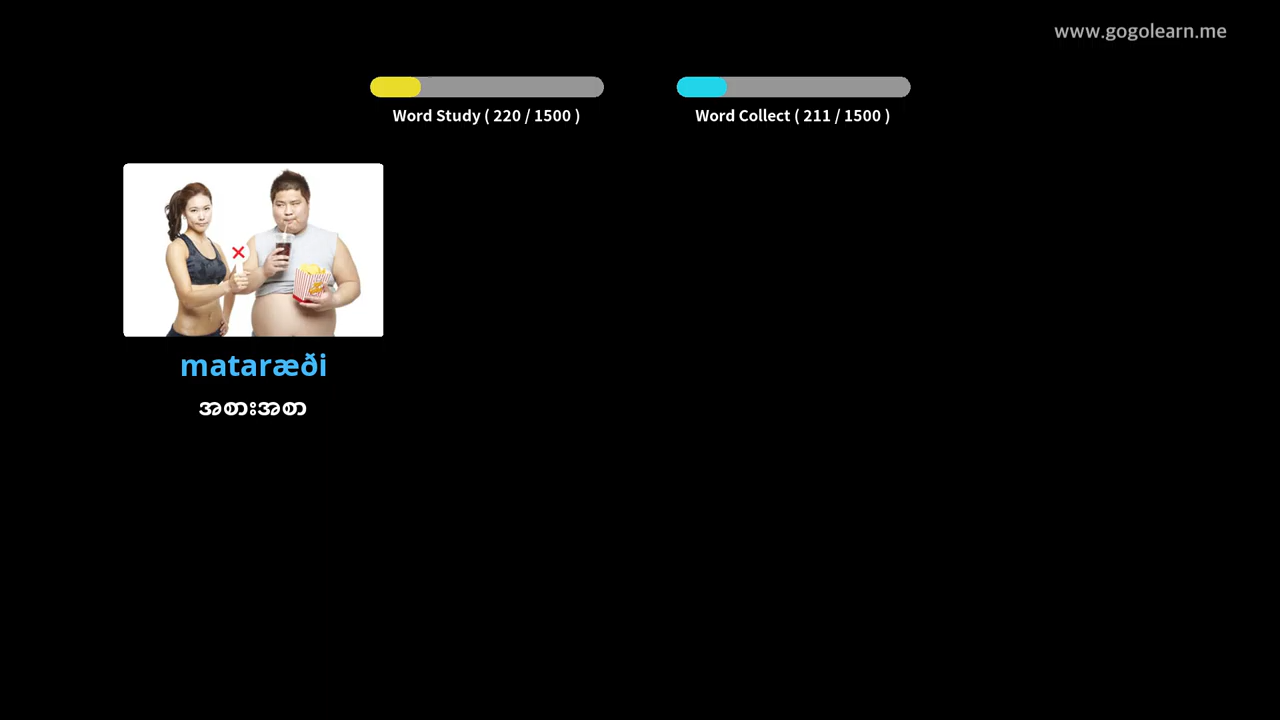 www.gogolearn.me
Word Study ( 220 / 1500 )
Word Collect ( 211 / 1500 )
mataræði
အစားအစာ